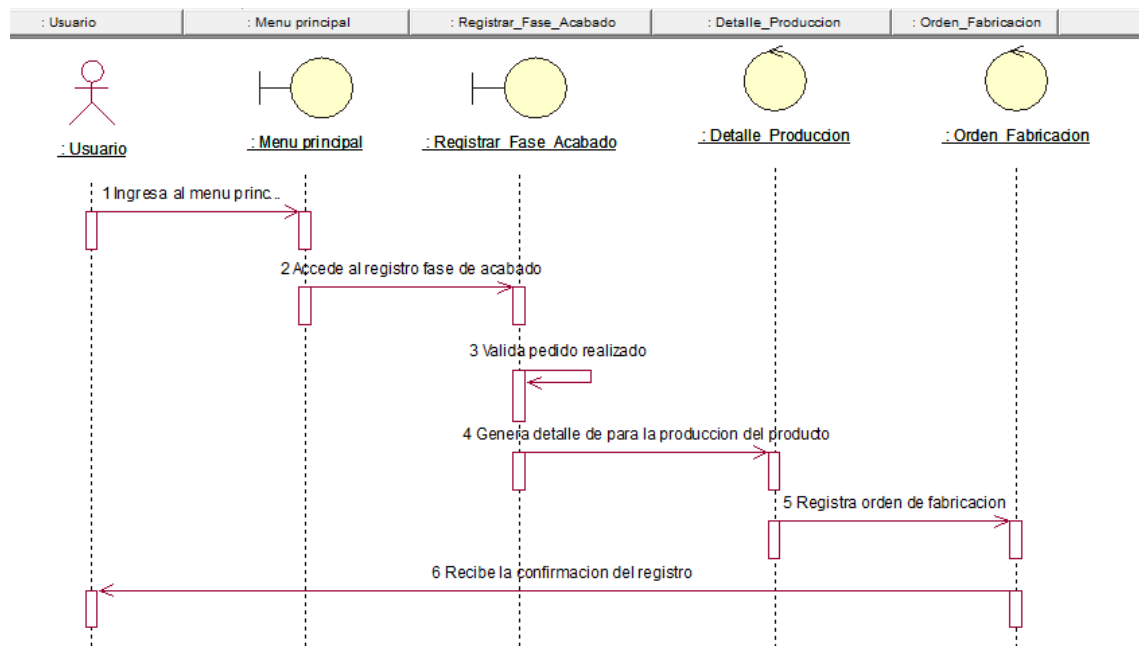 : Usuario
: Menu principal
: Registrar_Fase_Acabado
: Detalle_Produccion
: Orden_Fabricacion
: Usuario
: Menu principal
: Registrar_Fase_Acabado
: Detalle_Produccion
: Orden_Fabricacion
1 Ingresa al menu princ...
2 Accede al registro fase de acabado
3 Valida pedido realizado
4 Genera detalle de para la produccion del producto
5 Registra orden de fabricacion
6 Recibe la confirmacion del registro